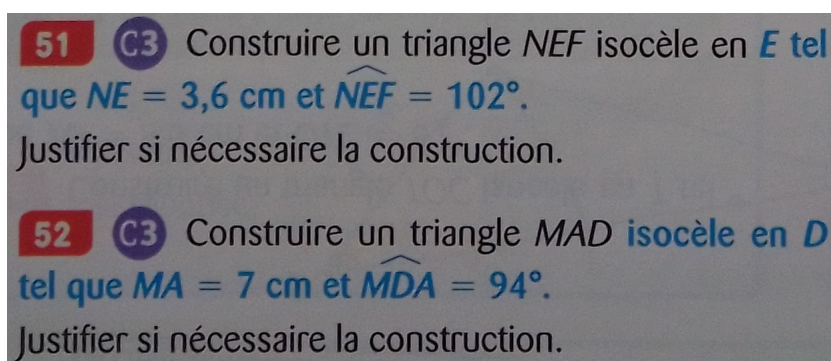 51 C3 Construire un triangle NEF isocèle en E tel
que NE = 3,6 cm et \widehat{NEF} = 102°.
Justifier si nécessaire la construction.
52 C3 Construire un triangle MAD isocèle en D
tel que MA = 7 cm et \widehat{MDA} = 94°.
Justifier si nécessaire la construction.